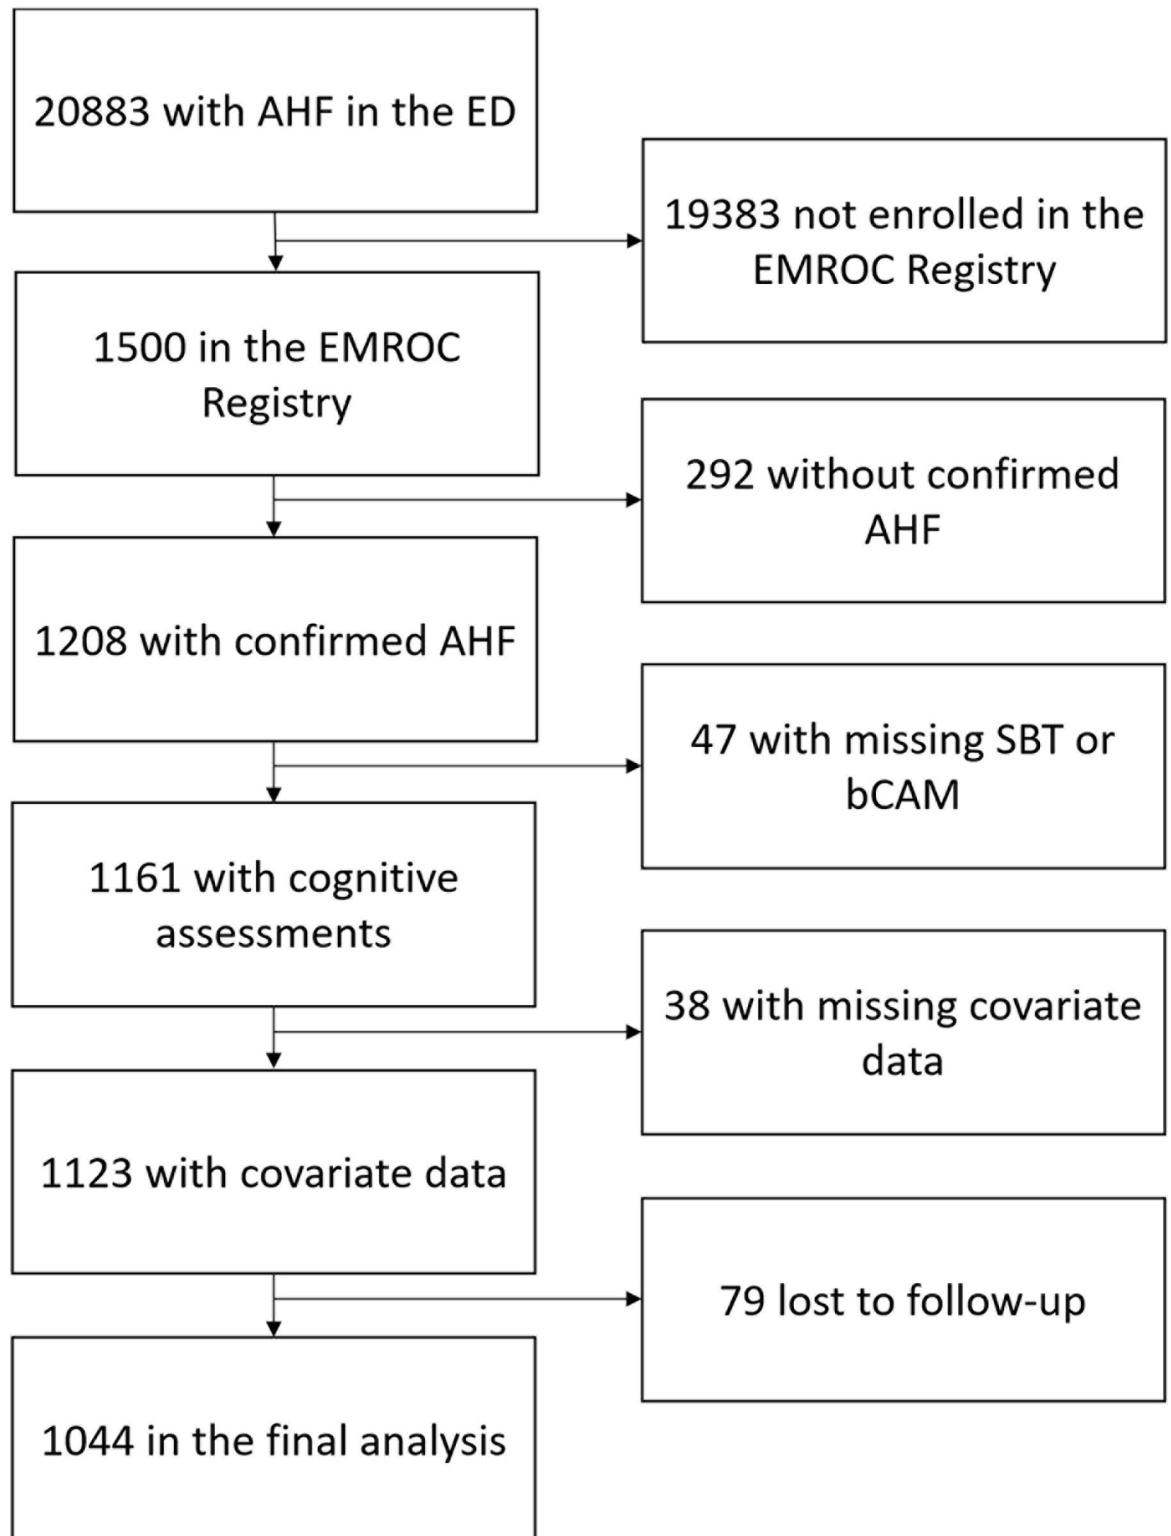 20883 with AHF in the ED
19383 not enrolled in the
EMROC Registry
1500 in the EMROC
Registry
292 without confirmed
AHF
1208 with confirmed AHF
47 with missing SBT or
bCAM
1161 with cognitive
assessments
38 with missing covariate
data
1123 with covariate data
79 lost to follow-up
1044 in the final analysis